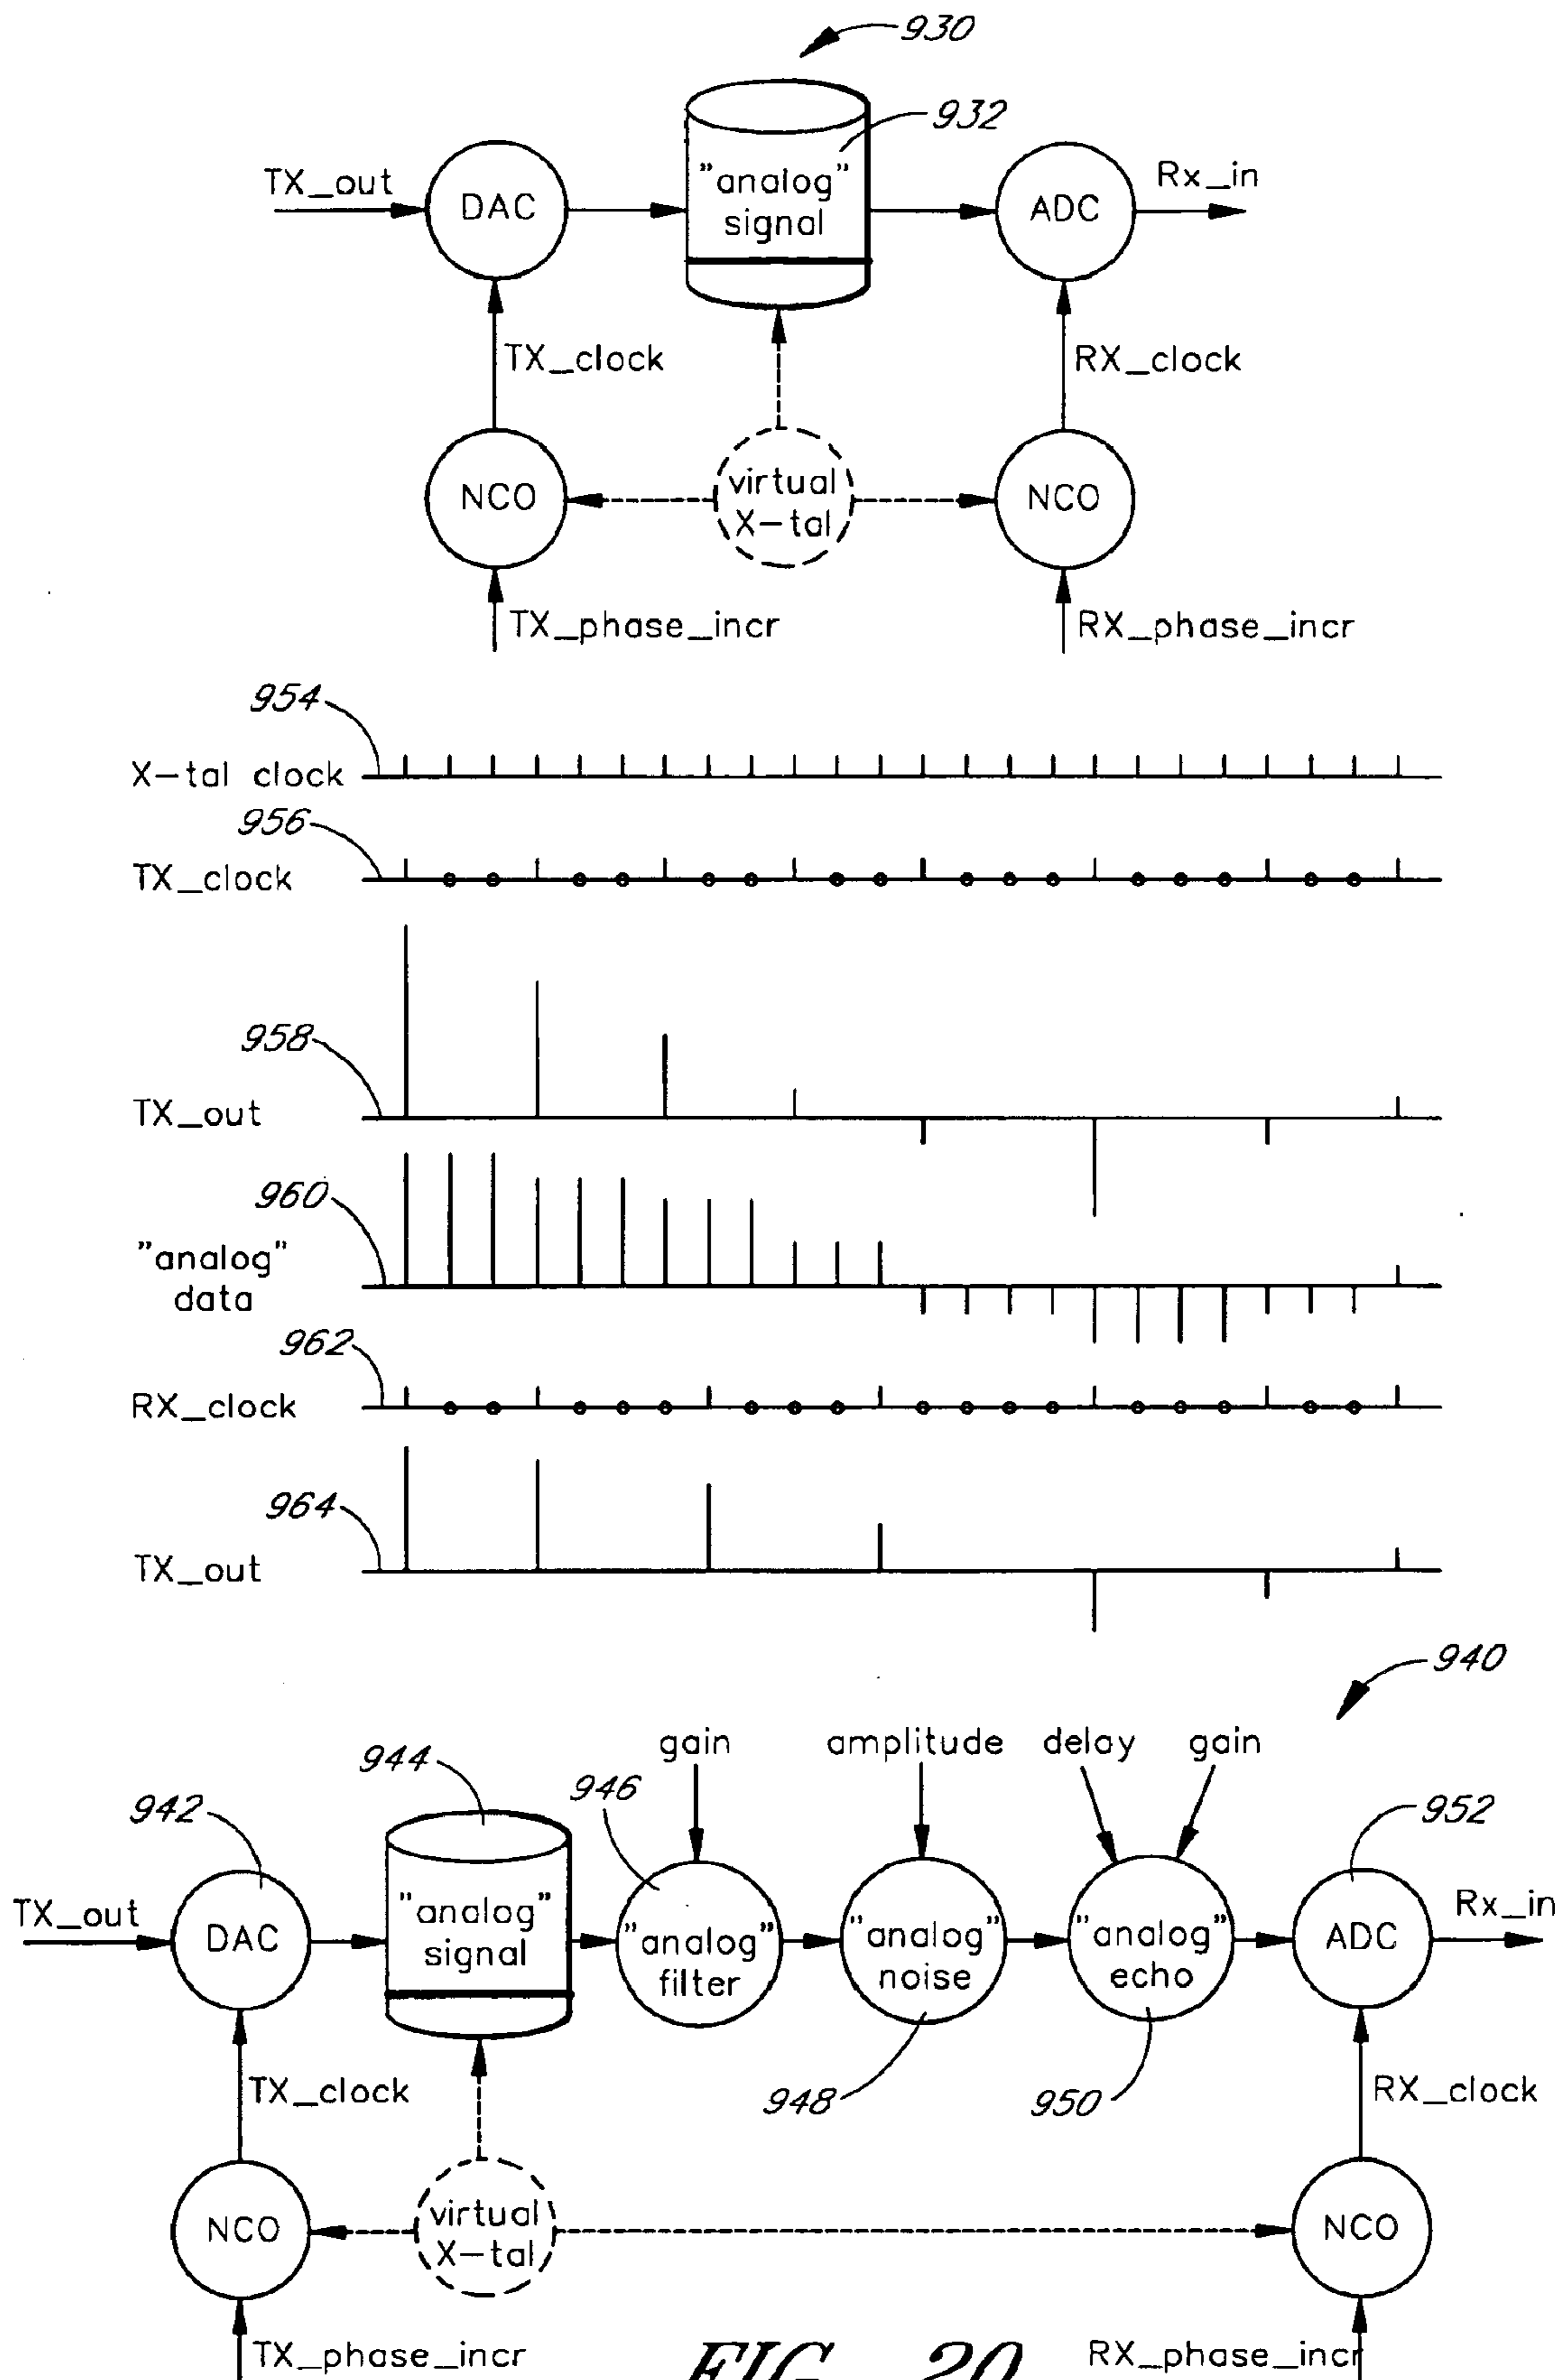 930
932
TX_out
DAC
"analog"
signal
ADC
Rx_in
TX_clock
RX_clock
NCO
virtual
X-tal
NCO
TX_phase_incr
RX_phase_incr
954
X-tal clock
956
TX_clock
958
TX_out
960
"analog"
data
962
RX_clock
964
TX_out
940
gain
amplitude
delay
gain
944
946
942
952
TX_out
DAC
"analog"
signal
"analog"
filter
"analog"
noise
"analog"
echo
ADC
Rx_in
948
950
TX_clock
RX_clock
NCO
virtual
X-tal
NCO
TX_phase_incr
RX_phase_incr
FIG. 20